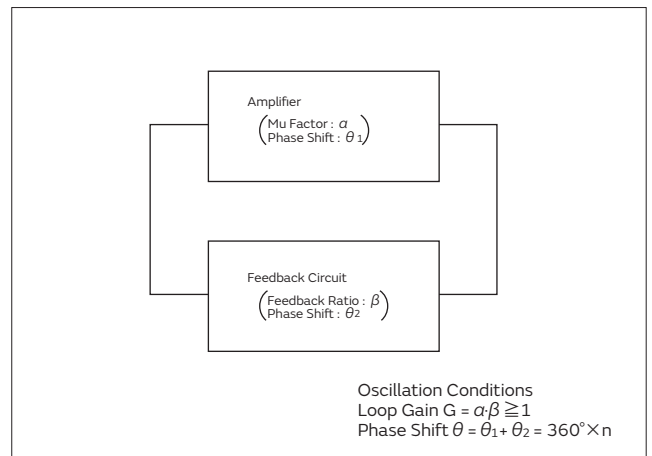 Amplifier
(Mu Factor : α
Phase Shift : θ1)
Feedback Circuit
(Feedback Ratio : β
Phase Shift : θ2)
Oscillation Conditions
Loop Gain G = α·β ≧ 1
Phase Shift θ = θ1 + θ2 = 360° × n